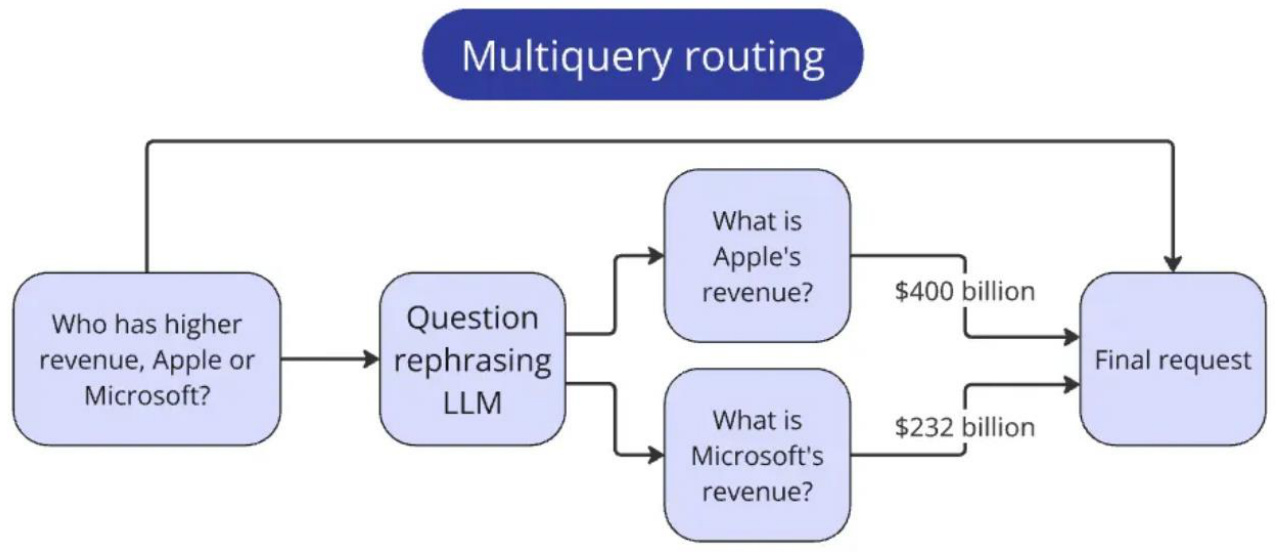 Multiquery routing
Who has higher
revenue, Apple or
Microsoft?
Question
rephrasing
LLM
What is
Apple's
revenue?
$400 billion
What is
Microsoft's
revenue?
$232 billion
Final request